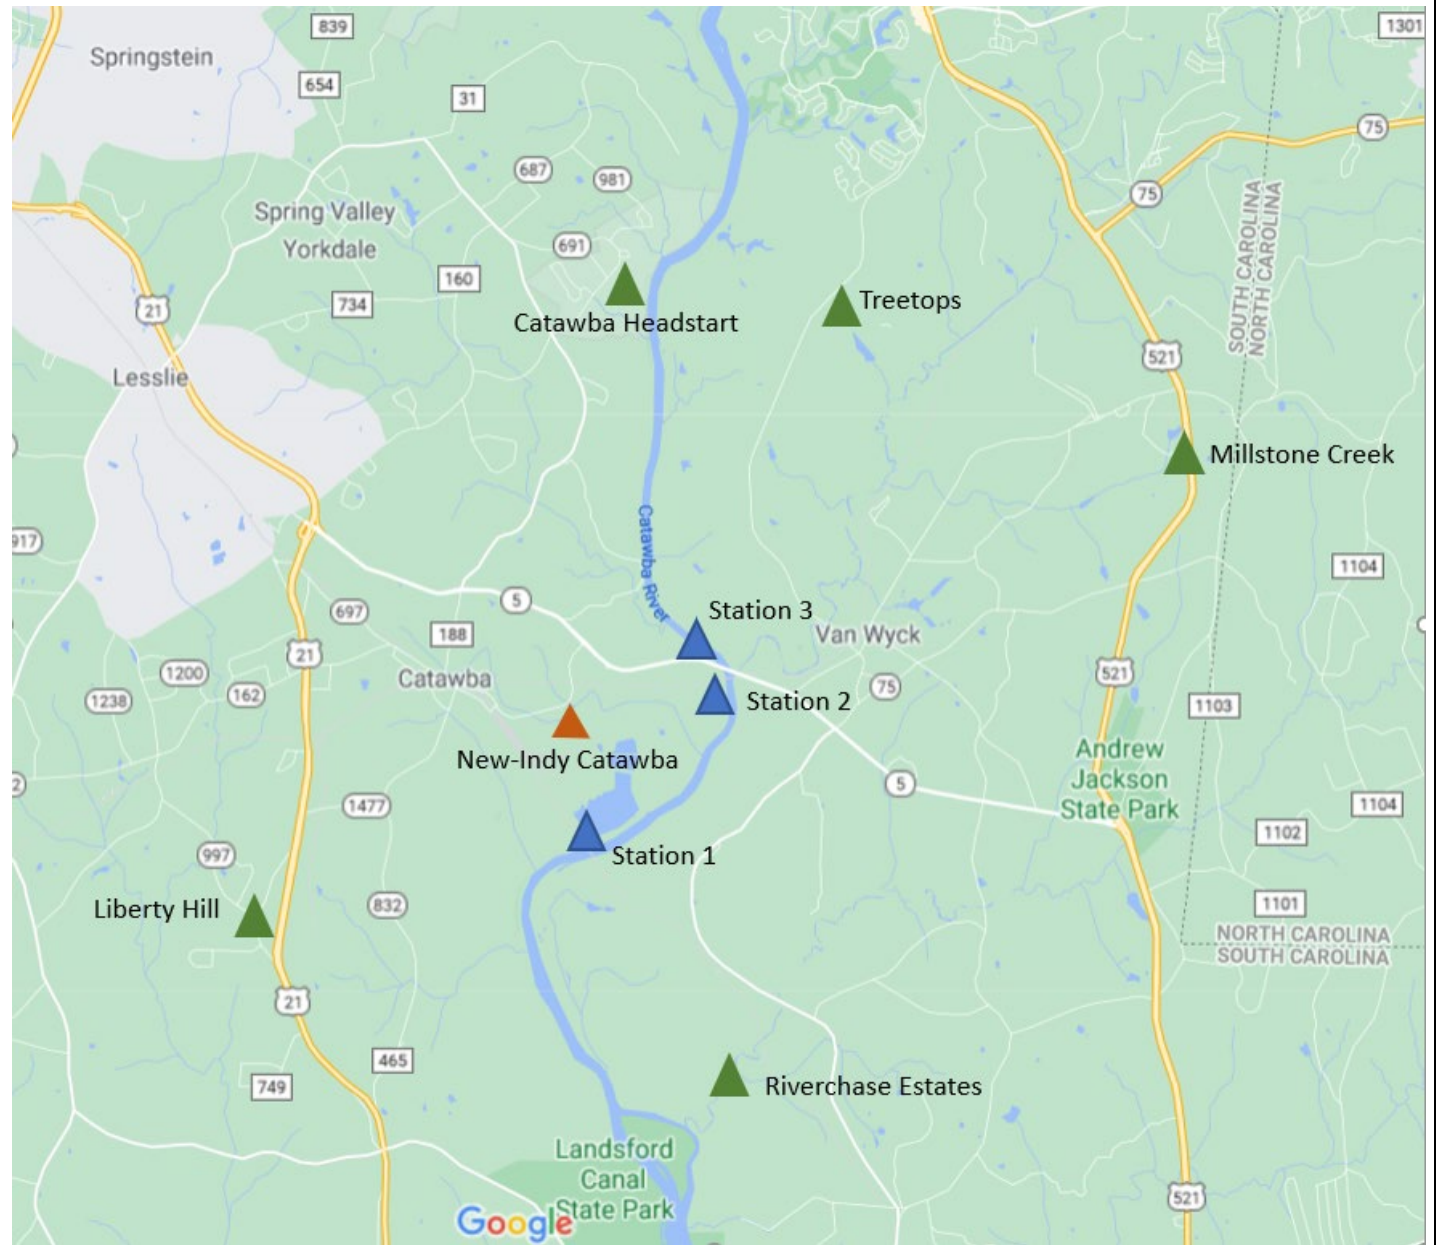 839
1301
Springstein
654
31
75
687
981
75
Spring Valley
Yorkdale
691
160
SOUTH CAROLINA
NORTH CAROLINA
734
21
Catawba Headstart
Treetops
521
Lesslie
Millstone Creek
917
Catawba River
1104
5
697
Station 3
188
Van Wyck
21
1200
162
1238
Catawba
75
521
1103
Station 2
New-Indy Catawba
Andrew
Jackson
State Park
2
5
1477
1104
1102
997
Station 1
Liberty Hill
832
1101
NORTH CAROLINA
SOUTH CAROLINA
21
465
749
Riverchase Estates
Landsford
Canal
State Park
521
Google